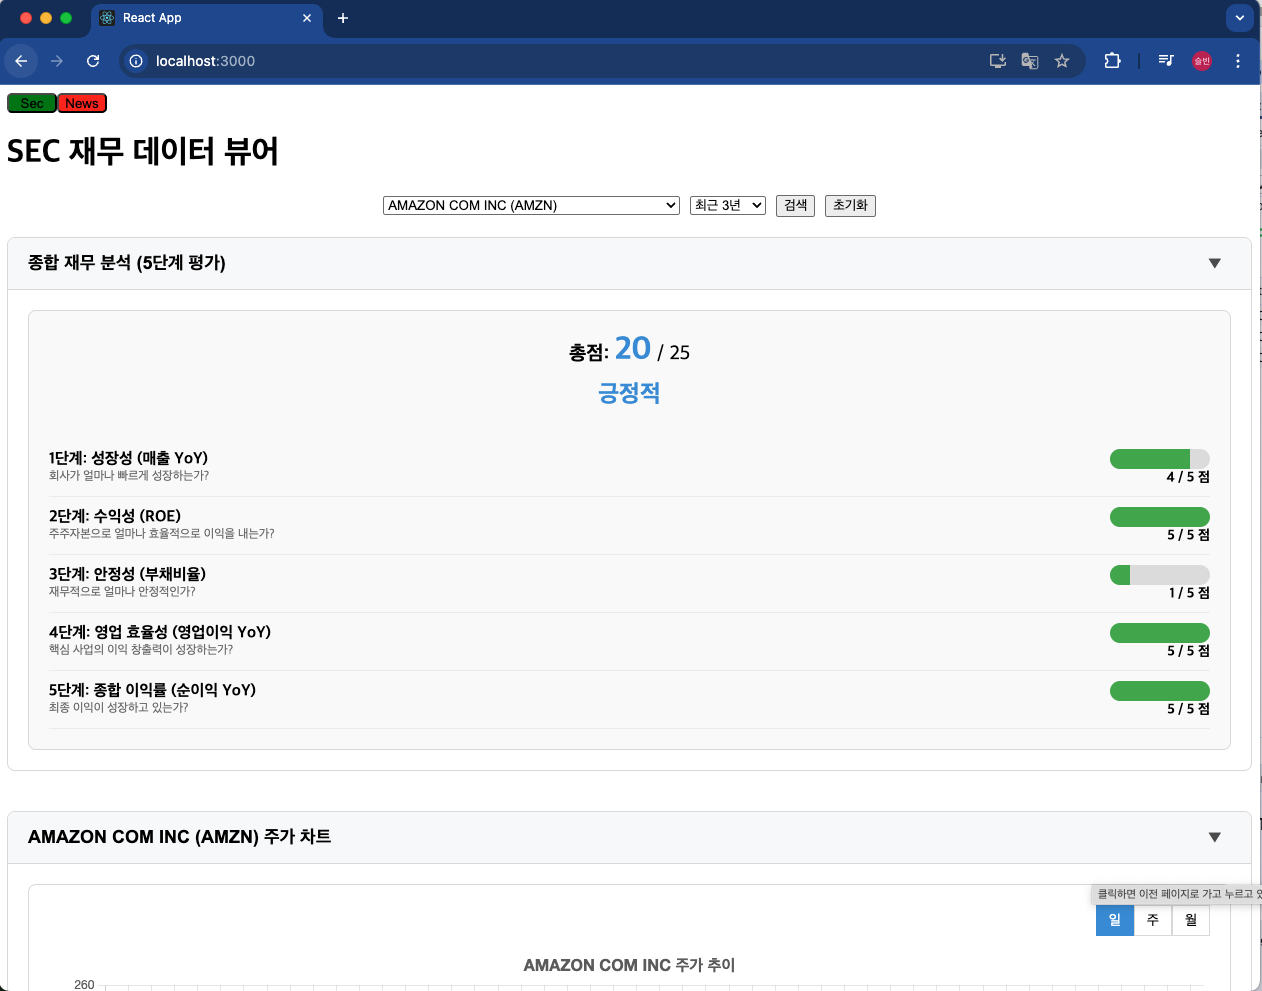 React App
localhost:3000
슬빈
Sec News
SEC 재무 데이터 뷰어
AMAZON COM INC (AMZN) 최근 3년 검색 초기화
종합 재무 분석 (5단계 평가) ▼
총점: 20 / 25
긍정적
1단계: 성장성 (매출 YoY)
회사가 얼마나 빠르게 성장하는가?
4 / 5 점
2단계: 수익성 (ROE)
주주자본으로 얼마나 효율적으로 이익을 내는가?
5 / 5 점
3단계: 안정성 (부채비율)
재무적으로 얼마나 안정적인가?
1 / 5 점
4단계: 영업 효율성 (영업이익 YoY)
핵심 사업의 이익 창출력이 성장하는가?
5 / 5 점
5단계: 종합 이익률 (순이익 YoY)
최종 이익이 성장하고 있는가?
5 / 5 점
AMAZON COM INC (AMZN) 주가 차트 ▼
클릭하면 이전 페이지로 가고 누르고
일 주 월
AMAZON COM INC 주가 추이
260